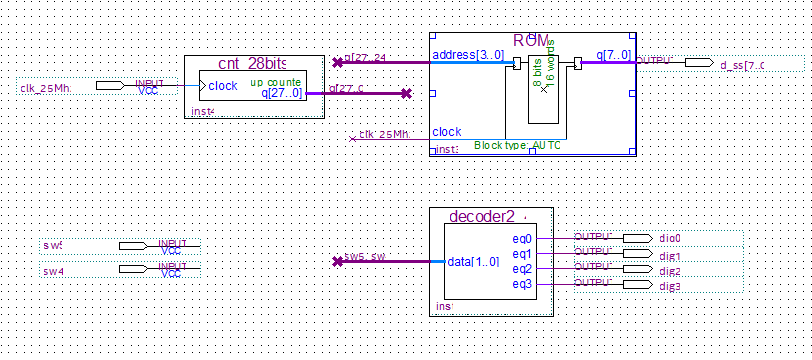 ROM
cnt_28bits
q[27..24
address[3..0]
q[7..0]
OUTPUT
d_ss[7..0
8 bits
16 words
clk_25Mh
INPUT
VCC
clock
up counte
q[27..0]
q[27..0
inst4
clk_25Mh
clock
Block type: AUTO
inst
decoder2
sw5
INPUT
VCC
sw4
INPUT
VCC
sw5, sw
data[1..0]
eq0
eq1
eq2
eq3
OUTPUT
dig0
OUTPUT
dig1
OUTPUT
dig2
OUTPUT
dig3
ins